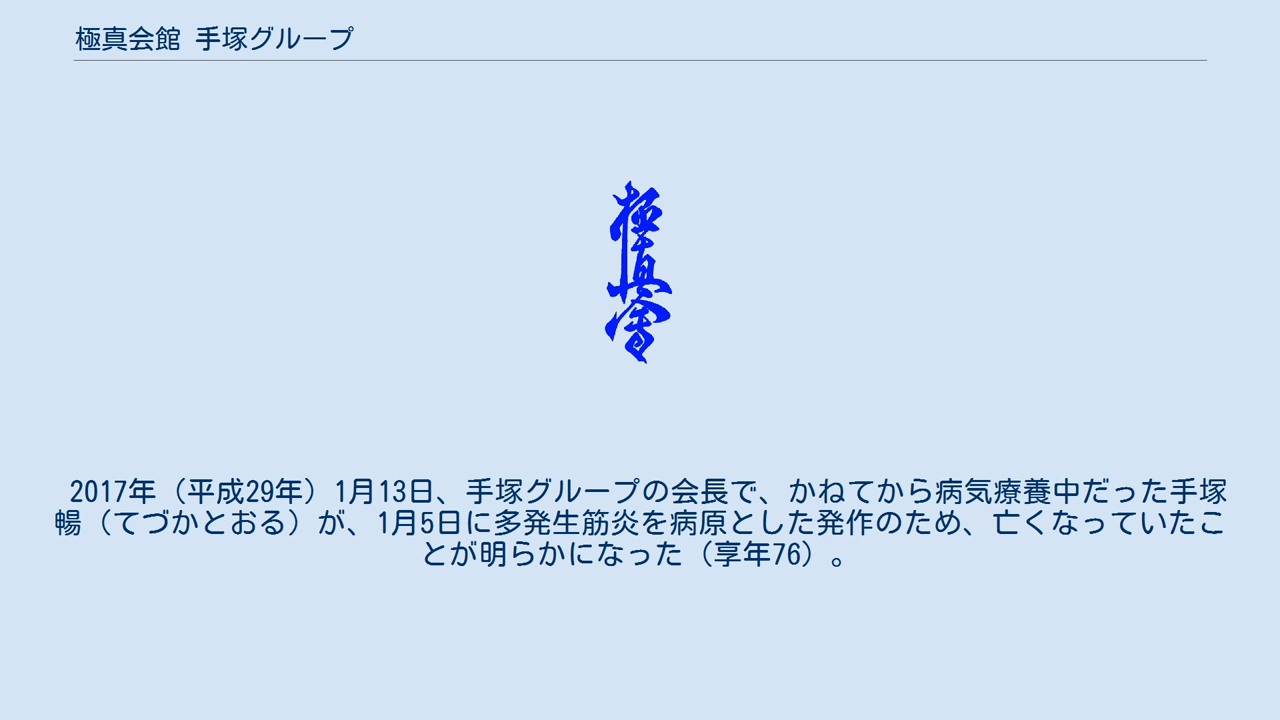 極真会館 手塚グループ
極真會
2017年（平成29年）1月13日、手塚グループの会長で、かねてから病気療養中だった手塚
暢（てづかとおる）が、1月5日に多発生筋炎を病原とした発作のため、亡くなっていたこ
とが明らかになった（享年76）。